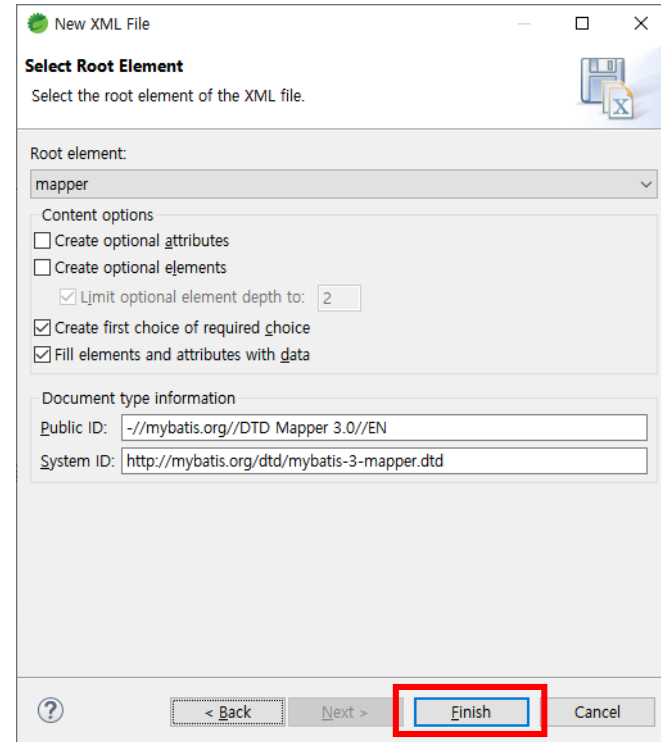 New XML File
Select Root Element
Select the root element of the XML file.
X
Root element:
mapper
Content options
Create optional attributes
Create optional elements
Limit optional element depth to: 2
Create first choice of required choice
Fill elements and attributes with data
Document type information
Public ID: -//mybatis.org//DTD Mapper 3.0//EN
System ID: http://mybatis.org/dtd/mybatis-3-mapper.dtd
? < Back Next > Finish Cancel